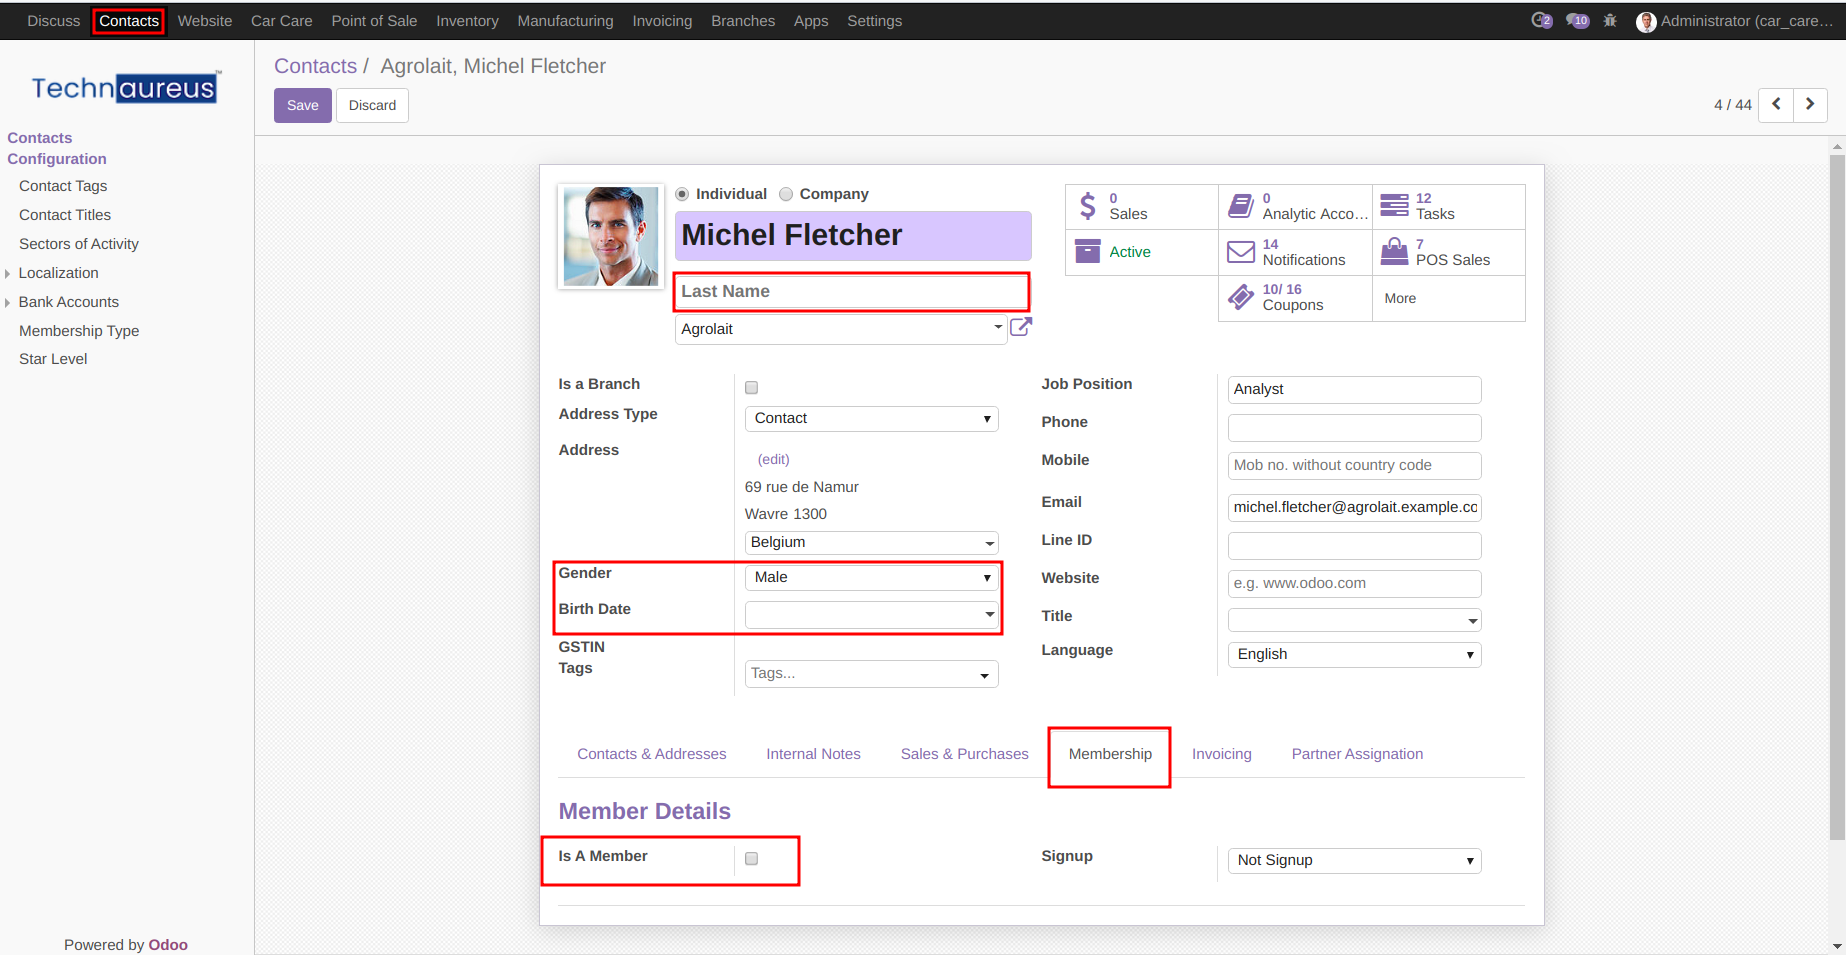 Discuss Contacts Website Car Care Point of Sale Inventory Manufacturing Invoicing Branches Apps Settings 2 10 Administrator (car_care...
Technaureus™
Contacts
Configuration
Contact Tags
Contact Titles
Sectors of Activity
Localization
Bank Accounts
Membership Type
Star Level
Powered by Odoo
Contacts / Agrolait, Michel Fletcher
Save Discard
4 / 44
Individual Company
Michel Fletcher
Last Name
Agrolait
0
Sales
0
Analytic Acco...
12
Tasks
Active
14
Notifications
7
POS Sales
10/ 16
Coupons
More
Is a Branch
Address Type Contact
Address
(edit)
69 rue de Namur
Wavre 1300
Belgium
Gender Male
Birth Date
GSTIN
Tags Tags...
Job Position Analyst
Phone
Mobile Mob no. without country code
Email michel.fletcher@agrolait.example.co
Line ID
Website e.g. www.odoo.com
Title
Language English
Contacts & Addresses Internal Notes Sales & Purchases Membership Invoicing Partner Assignation
Member Details
Is A Member
Signup Not Signup